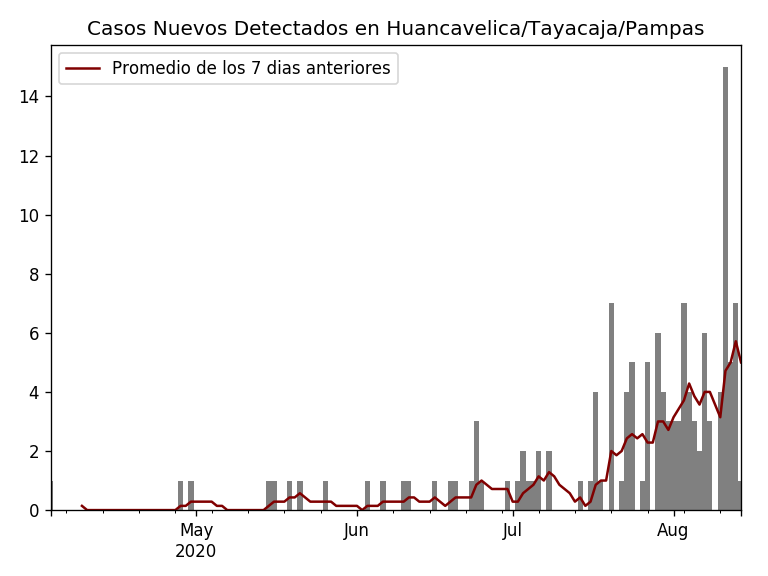 Casos Nuevos Detectados en Huancavelica/Tayacaja/Pampas
Promedio de los 7 dias anteriores
14
12
10
8
6
4
2
0
May
2020
Jun
Jul
Aug